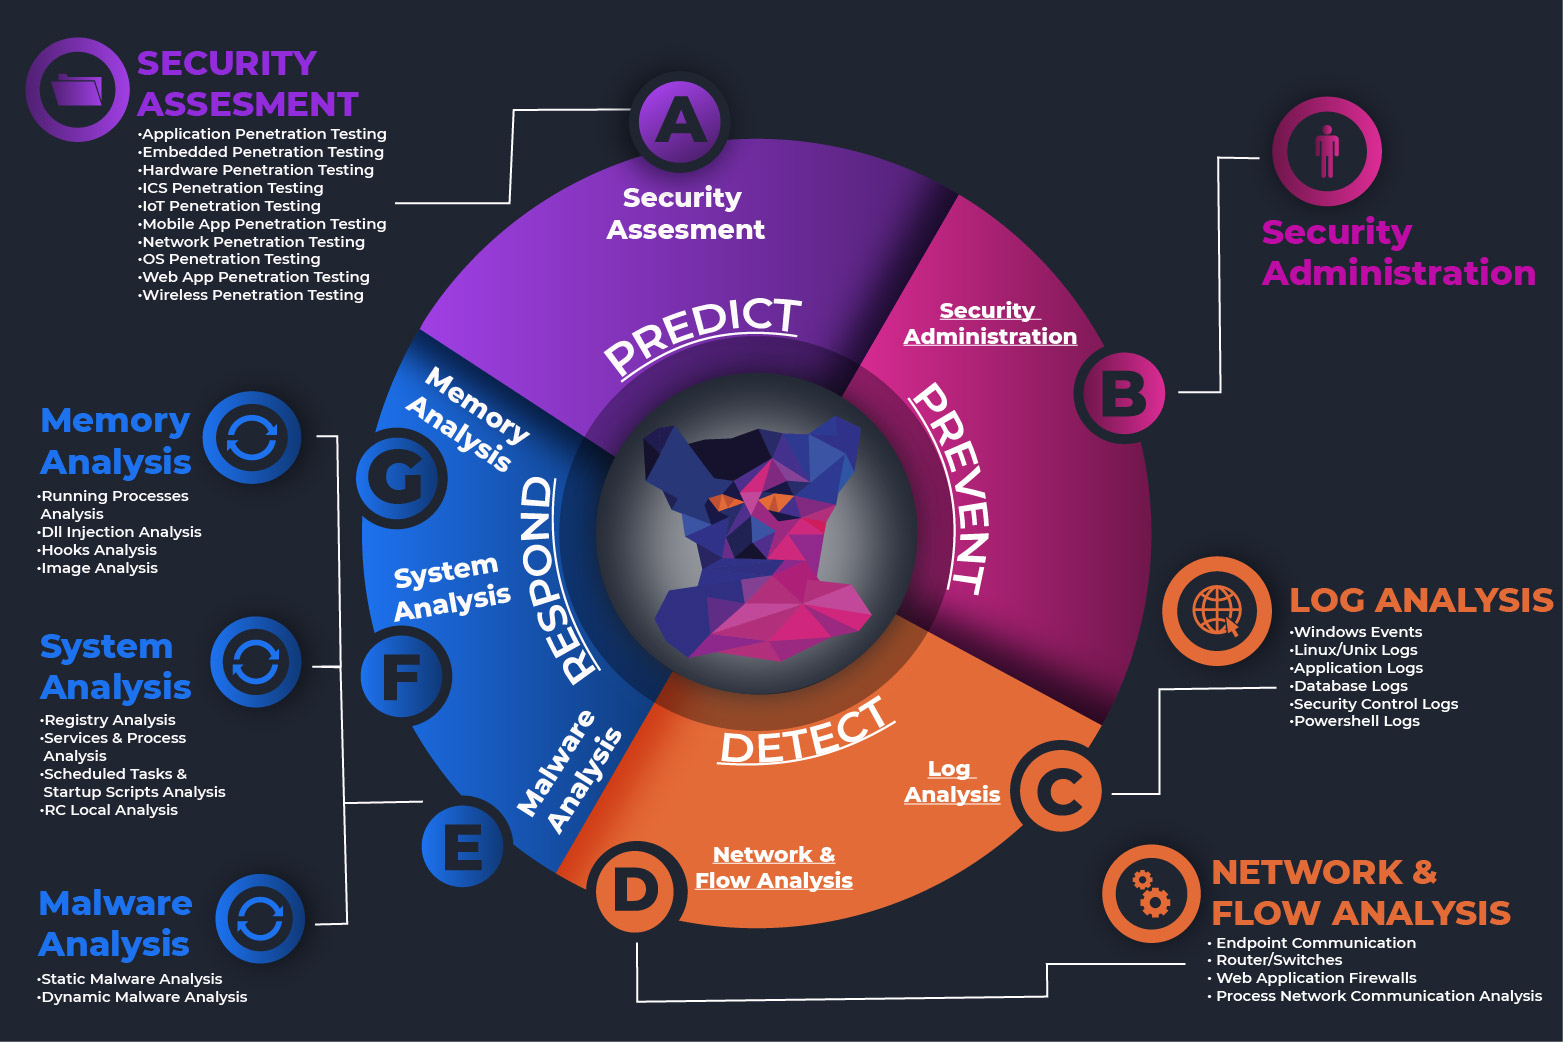 SECURITY
ASSESMENT
•Application Penetration Testing
•Embedded Penetration Testing
•Hardware Penetration Testing
•ICS Penetration Testing
•IoT Penetration Testing
•Mobile App Penetration Testing
•Network Penetration Testing
•OS Penetration Testing
•Web App Penetration Testing
•Wireless Penetration Testing
A
Security
Assesment
PREDICT
Security
Administration
B
Security
Administration
PREVENT
LOG ANALYSIS
•Windows Events
•Linux/Unix Logs
•Application Logs
•Database Logs
•Security Control Logs
•Powershell Logs
C
Log
Analysis
DETECT
NETWORK &
FLOW ANALYSIS
• Endpoint Communication
• Router/Switches
• Web Application Firewalls
• Process Network Communication Analysis
D
Network &
Flow Analysis
Malware
Analysis
•Static Malware Analysis
•Dynamic Malware Analysis
E
Malware
Analysis
RESPOND
System
Analysis
•Registry Analysis
•Services & Process
Analysis
•Scheduled Tasks &
Startup Scripts Analysis
•RC Local Analysis
F
System
Analysis
Memory
Analysis
•Running Processes
Analysis
•Dll Injection Analysis
•Hooks Analysis
•Image Analysis
G
Memory
Analysis